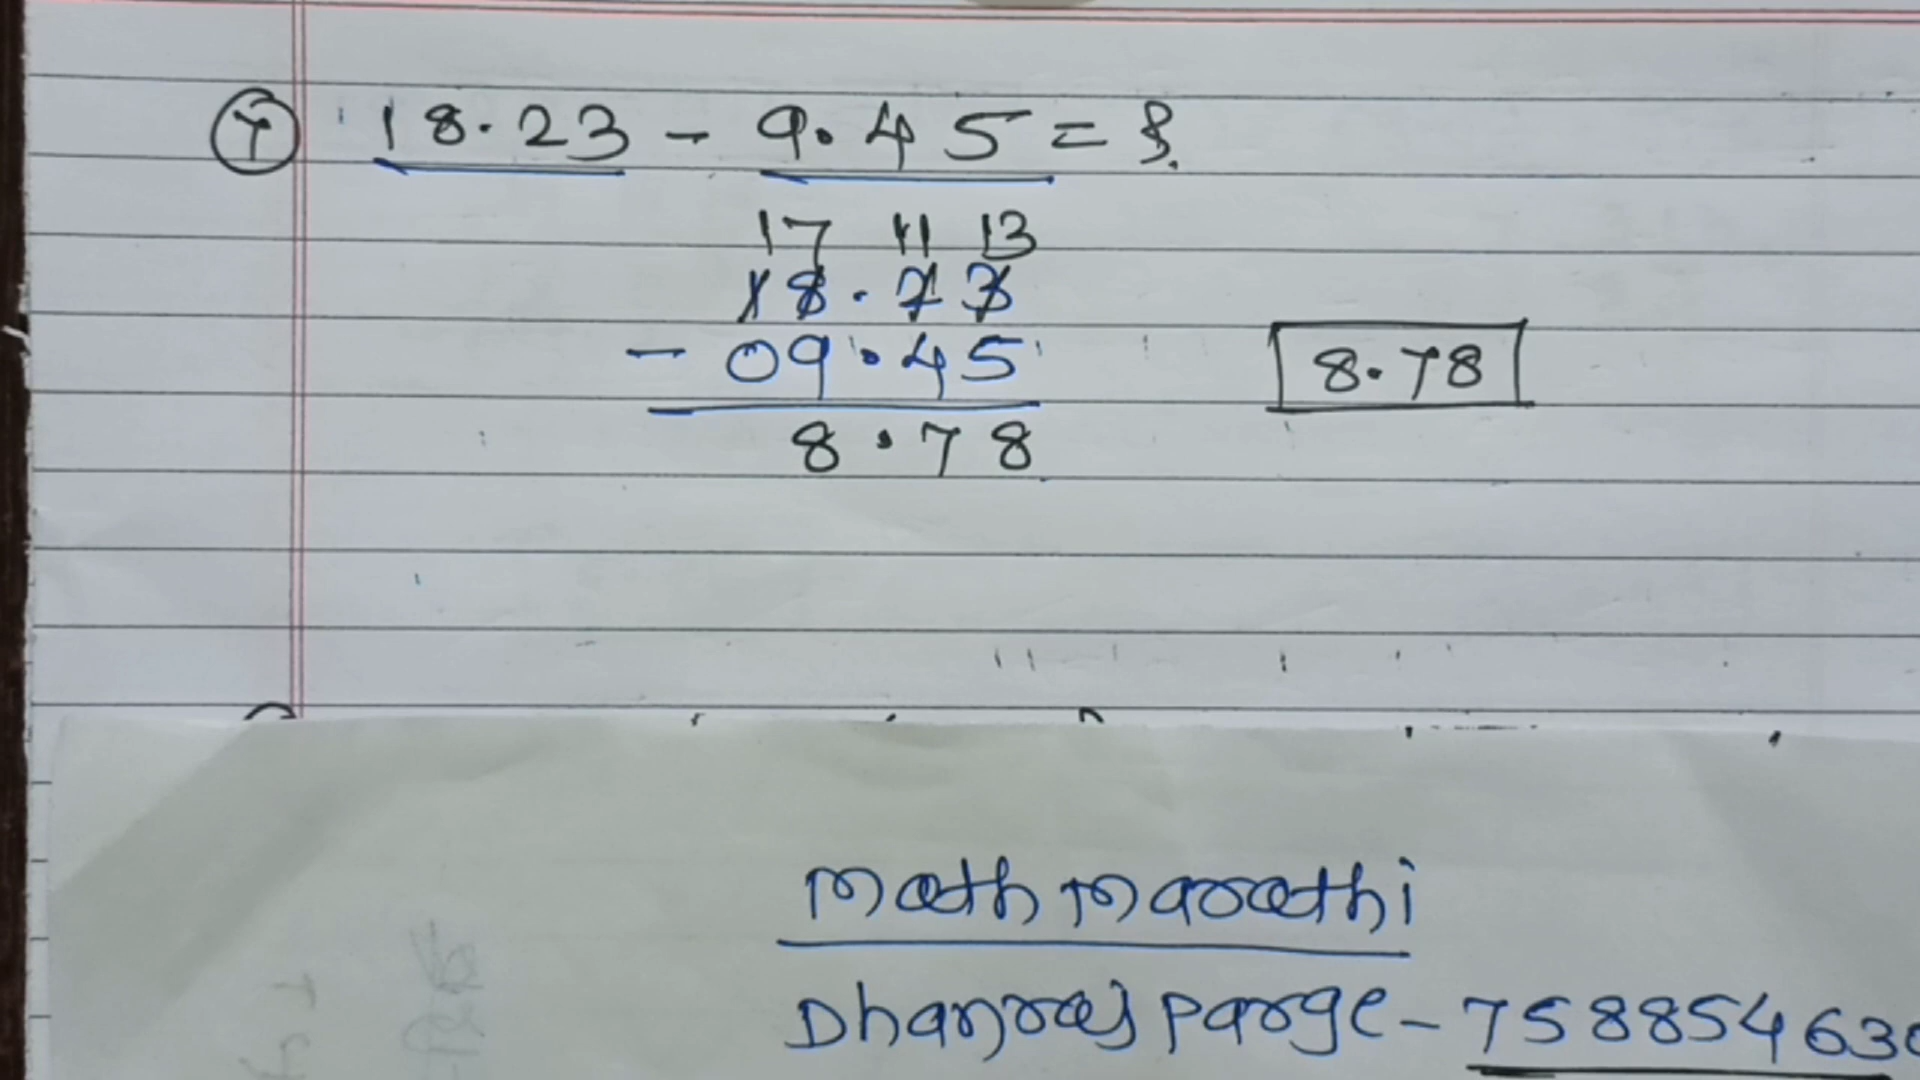 7 18.23 - 9.45 = ?
17 11 13
18.23
- 09.45
8.78
8.78
Math Marathi
Dhanraj Parge - 758854630